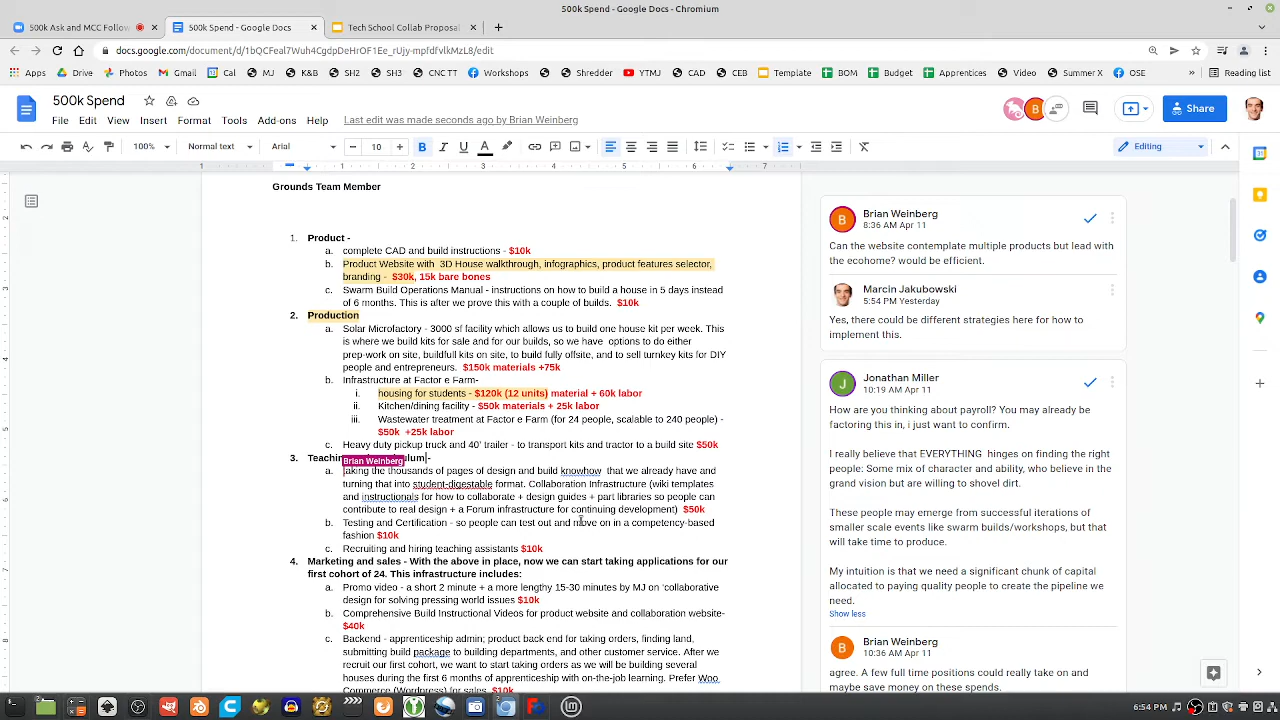 500k Spend - Google Docs - Chromium
500k Ask and MCC Follow
500k Spend - Google Docs
Tech School Collab Proposal
docs.google.com/document/d/1bQCFeal7Wuh4CgdpDeHrOF1Ee_rUjy-mpfdfvlkMzL8/edit
Apps Drive Photos Gmail Cal MJ K&B SH2 SH3 CNC TT Workshops Shredder YTMJ CAD CEB Template BOM Budget Apprentices Video Summer X OSE » Reading list
500k Spend
File Edit View Insert Format Tools Add-ons Help Last edit was made seconds ago by Brian Weinberg
B
Share
100% Normal text Arial 10 Editing
1 1 2 3 4 5 6 7
Grounds Team Member
1. Product -
a. complete CAD and build instructions - $10k
b. Product Website with 3D House walkthrough, infographics, product features selector,
branding - $30k, 15k bare bones
c. Swarm Build Operations Manual - instructions on how to build a house in 5 days instead
of 6 months. This is after we prove this with a couple of builds. $10k
2. Production
a. Solar Microfactory - 3000 sf facility which allows us to build one house kit per week. This
is where we build kits for sale and for our builds, so we have options to do either
prep-work on site, buildfull kits on site, to build fully offsite, and to sell turnkey kits for DIY
people and entrepreneurs. $150k materials +75k
b. Infrastructure at Factor e Farm-
i. housing for students - $120k (12 units) material + 60k labor
ii. Kitchen/dining facility - $50k materials + 25k labor
iii. Wastewater treatment at Factor e Farm (for 24 people, scalable to 240 people) -
$50k +25k labor
c. Heavy duty pickup truck and 40' trailer - to transport kits and tractor to a build site $50k
3. Teachin lum-
Brian Weinberg
a. Taking the thousands of pages of design and build knowhow that we already have and
turning that into student-digestable format. Collaboration Infrastructure (wiki templates
and instructionals for how to collaborate + design guides + part libraries so people can
contribute to real design + a Forum infrastructure for continuing development) $50k
b. Testing and Certification - so people can test out and move on in a competency-based
fashion $10k
c. Recruiting and hiring teaching assistants $10k
4. Marketing and sales - With the above in place, now we can start taking applications for our
first cohort of 24. This infrastructure includes:
a. Promo video - a short 2 minute + a more lengthy 15-30 minutes by MJ on 'collaborative
design for solving pressing world issues $10k
b. Comprehensive Build Instructional Videos for product website and collaboration website-
$40k
c. Backend - apprenticeship admin; product back end for taking orders, finding land,
submitting build package to building departments, and other customer service. After we
recruit our first cohort, we want to start taking orders as we will be building several
houses during the first 6 months of apprenticeship with on-the-job learning. Prefer Woo
Commerce (Wordpress) for sales. $10k
B
Brian Weinberg
8:36 AM Apr 11
Can the website contemplate multiple products but lead with
the ecohome? would be efficient.
Marcin Jakubowski
5:54 PM Yesterday
Yes, there could be different strategies here for how to
implement this.
J
Jonathan Miller
10:19 AM Apr 11
How are you thinking about payroll? You may already be
factoring this in, i just want to confirm.
I really believe that EVERYTHING hinges on finding the right
people: Some mix of character and ability, who believe in the
grand vision but are willing to shovel dirt.
These people may emerge from successful iterations of
smaller scale events like swarm builds/workshops, but that
will take time to produce.
My intuition is that we need a significant chunk of capital
allocated to paying quality people to create the pipeline we
need.
Show less
B
Brian Weinberg
10:36 AM Apr 11
agree. A few full time positions could really take on and
maybe save money on these spends.
6:54 PM